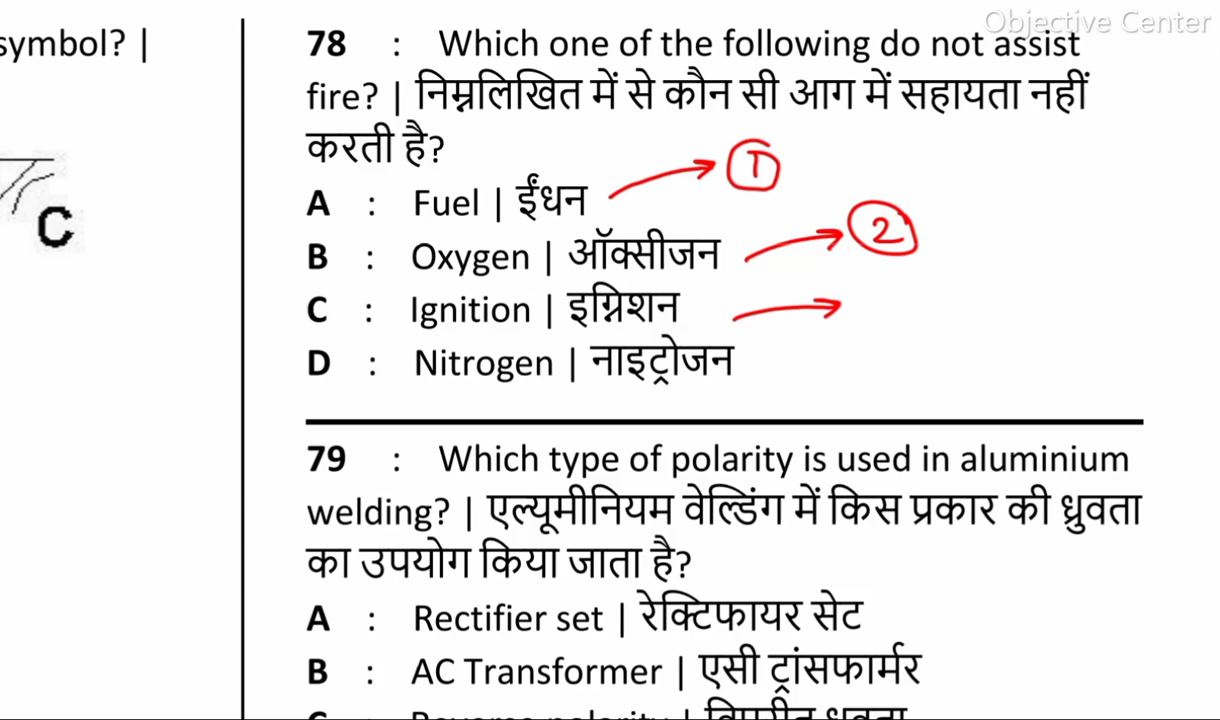 Objective Center
symbol? |
C
78 : Which one of the following do not assist
fire? | निम्नलिखित में से कौन सी आग में सहायता नहीं
करती है?
A : Fuel | ईंधन 1
B : Oxygen | ऑक्सीजन 2
C : Ignition | इग्निशन
D : Nitrogen | नाइट्रोजन
79 : Which type of polarity is used in aluminium
welding? | एल्यूमीनियम वेल्डिंग में किस प्रकार की ध्रुवता
का उपयोग किया जाता है?
A : Rectifier set | रेक्टिफायर सेट
B : AC Transformer | एसी ट्रांसफार्मर